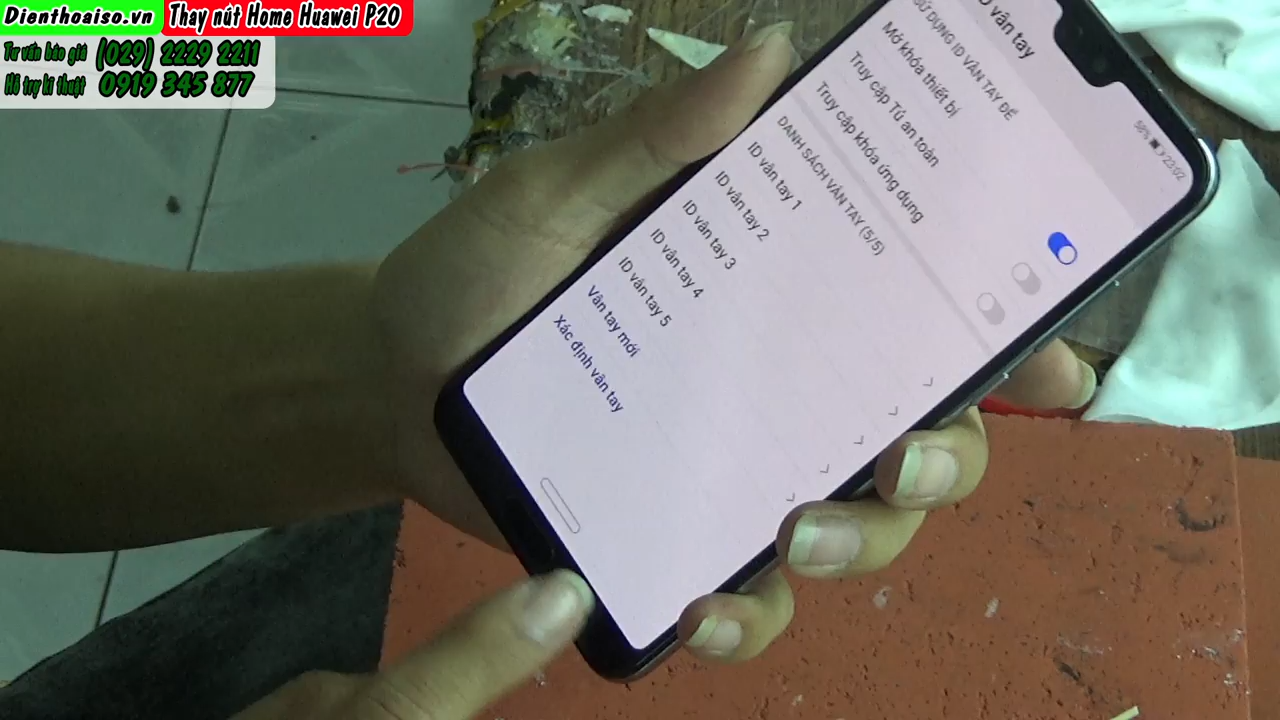 Dienthoaiso.vn
Thay nút Home Huawei P20
Tư vấn báo giá (029) 2229 2211
Hỗ trợ kĩ thuật 0919 345 877
58% 23:02
ID vân tay
SỬ DỤNG ID VÂN TAY ĐỂ
Mở khóa thiết bị
Truy cập Tủ an toàn
Truy cập khóa ứng dụng
DANH SÁCH VÂN TAY (5/5)
ID vân tay 1
ID vân tay 2
ID vân tay 3
ID vân tay 4
ID vân tay 5
Vân tay mới
Xác định vân tay